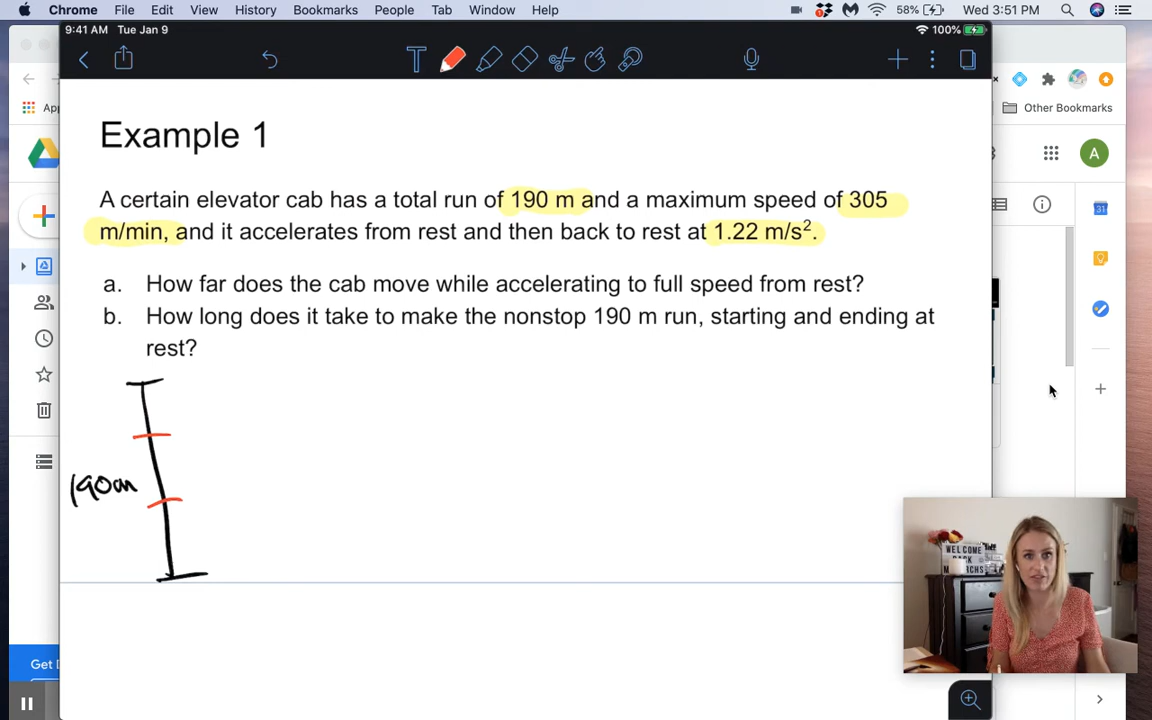 Chrome File Edit View History Bookmarks People Tab Window Help 58% Wed 3:51 PM
9:41 AM Tue Jan 9 100%
Other Bookmarks
A
31
Example 1
A certain elevator cab has a total run of 190 m and a maximum speed of 305
m/min, and it accelerates from rest and then back to rest at 1.22 m/s².
a. How far does the cab move while accelerating to full speed from rest?
b. How long does it take to make the nonstop 190 m run, starting and ending at
rest?
190m
WELCOME
BACK
Get